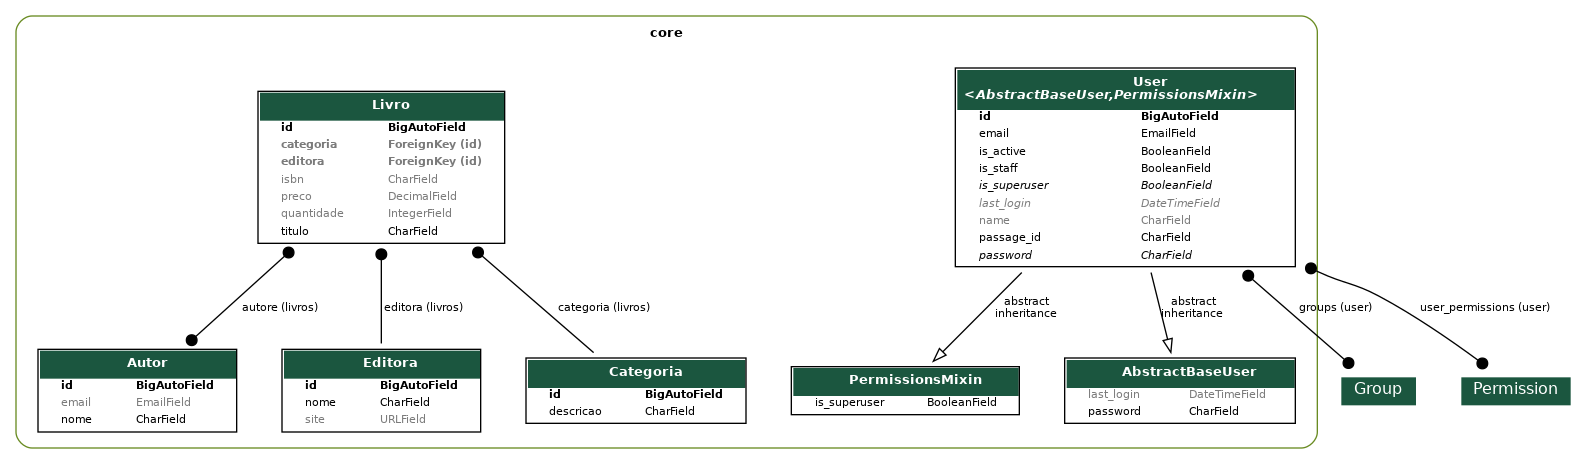 core
Livro
id BigAutoField
categoria ForeignKey (id)
editora ForeignKey (id)
isbn CharField
preco DecimalField
quantidade IntegerField
titulo CharField
User
<AbstractBaseUser,PermissionsMixin>
id BigAutoField
email EmailField
is_active BooleanField
is_staff BooleanField
is_superuser BooleanField
last_login DateTimeField
name CharField
passage_id CharField
password CharField
autore (livros)
editora (livros)
categoria (livros)
abstract
inheritance
abstract
inheritance
groups (user)
user_permissions (user)
Autor
id BigAutoField
email EmailField
nome CharField
Editora
id BigAutoField
nome CharField
site URLField
Categoria
id BigAutoField
descricao CharField
PermissionsMixin
is_superuser BooleanField
AbstractBaseUser
last_login DateTimeField
password CharField
Group
Permission